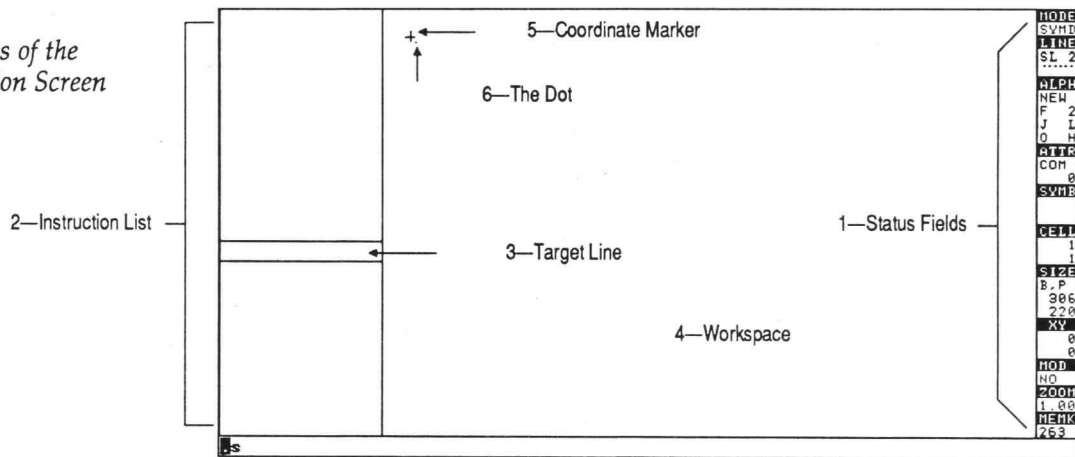 s of the
on Screen
5—Coordinate Marker
6—The Dot
2—Instruction List
3—Target Line
1—Status Fields
4—Workspace
MODE
SYMB
LINE
SL 2
ALPH
NEW
F 2
J L
O H
ATTR
COM
0
SYMB
CELL
1
1
SIZE
B,P
306
220
XY
0
0
MOD
NO
ZOOM
1.00
MEMK
263
s